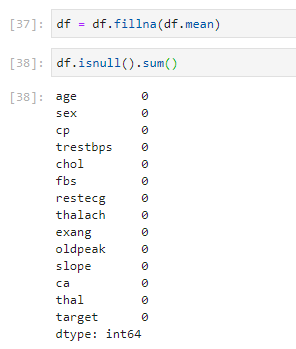 [37]: df = df.fillna(df.mean)
[38]: df.isnull().sum()
[38]: age 0
sex 0
cp 0
trestbps 0
chol 0
fbs 0
restecg 0
thalach 0
exang 0
oldpeak 0
slope 0
ca 0
thal 0
target 0
dtype: int64